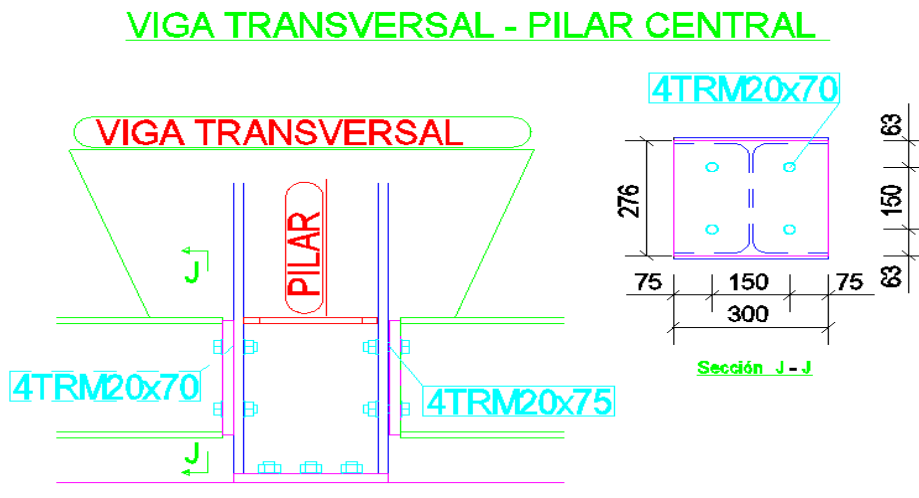 VIGA TRANSVERSAL - PILAR CENTRAL
4TRM20x70
VIGA TRANSVERSAL
63
276
150
PILAR
J
63
75
150
75
300
Sección J - J
4TRM20x70
4TRM20x75
J